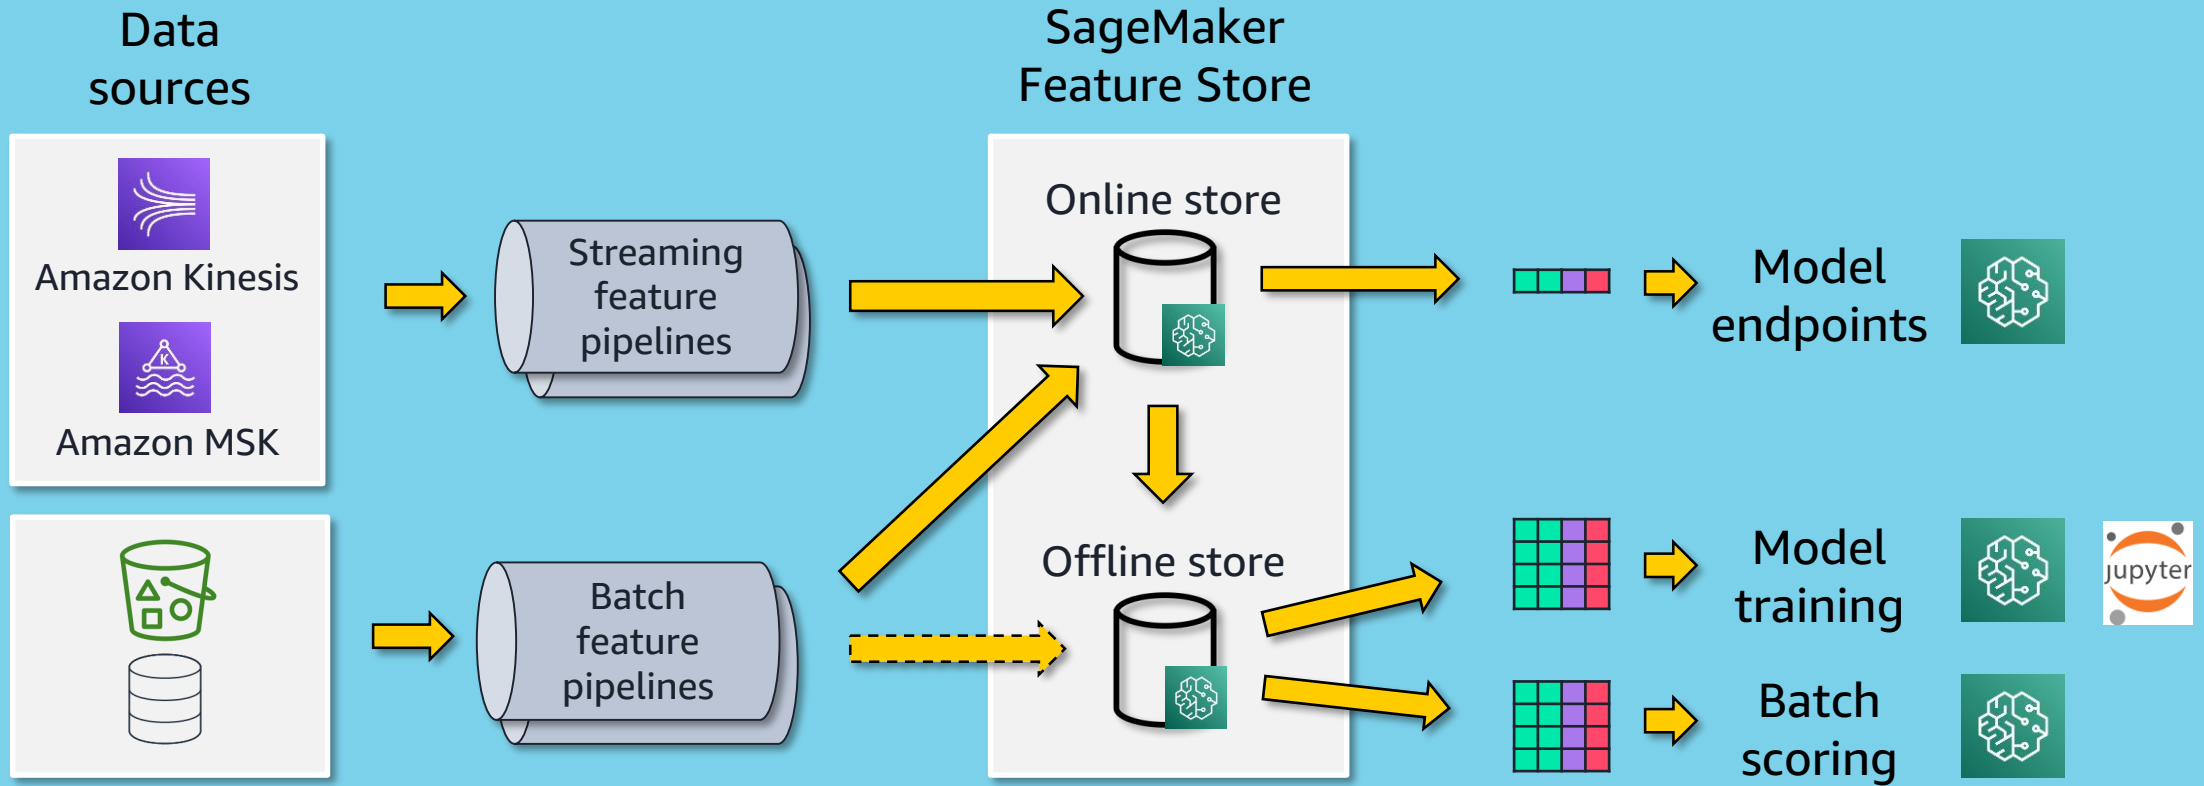 Data
sources
SageMaker
Feature Store
Amazon Kinesis
K
Amazon MSK
Streaming
feature
pipelines
Batch
feature
pipelines
Online store
Offline store
Model
endpoints
Model
training
jupyter
Batch
scoring